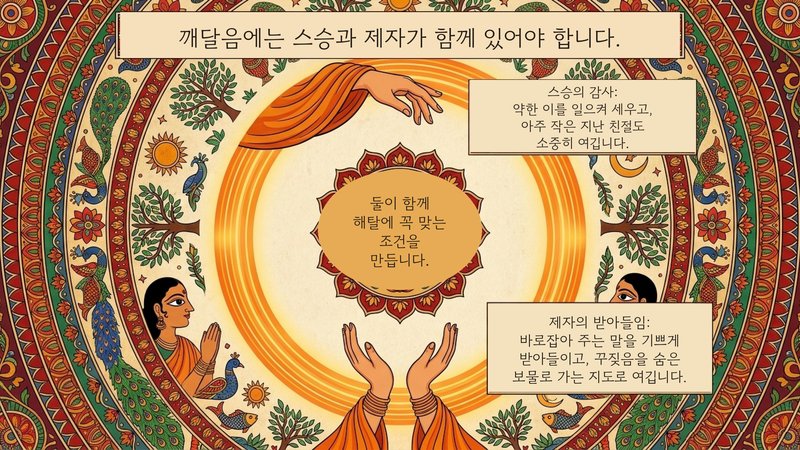 깨달음에는 스승과 제자가 함께 있어야 합니다.
스승의 감사:
약한 이를 일으켜 세우고,
아주 작은 지난 친절도
소중히 여깁니다.
둘이 함께
해탈에 꼭 맞는
조건을
만듭니다.
제자의 받아들임:
바로잡아 주는 말을 기쁘게
받아들이고, 꾸짖음을 숨은
보물로 가는 지도로 여깁니다.